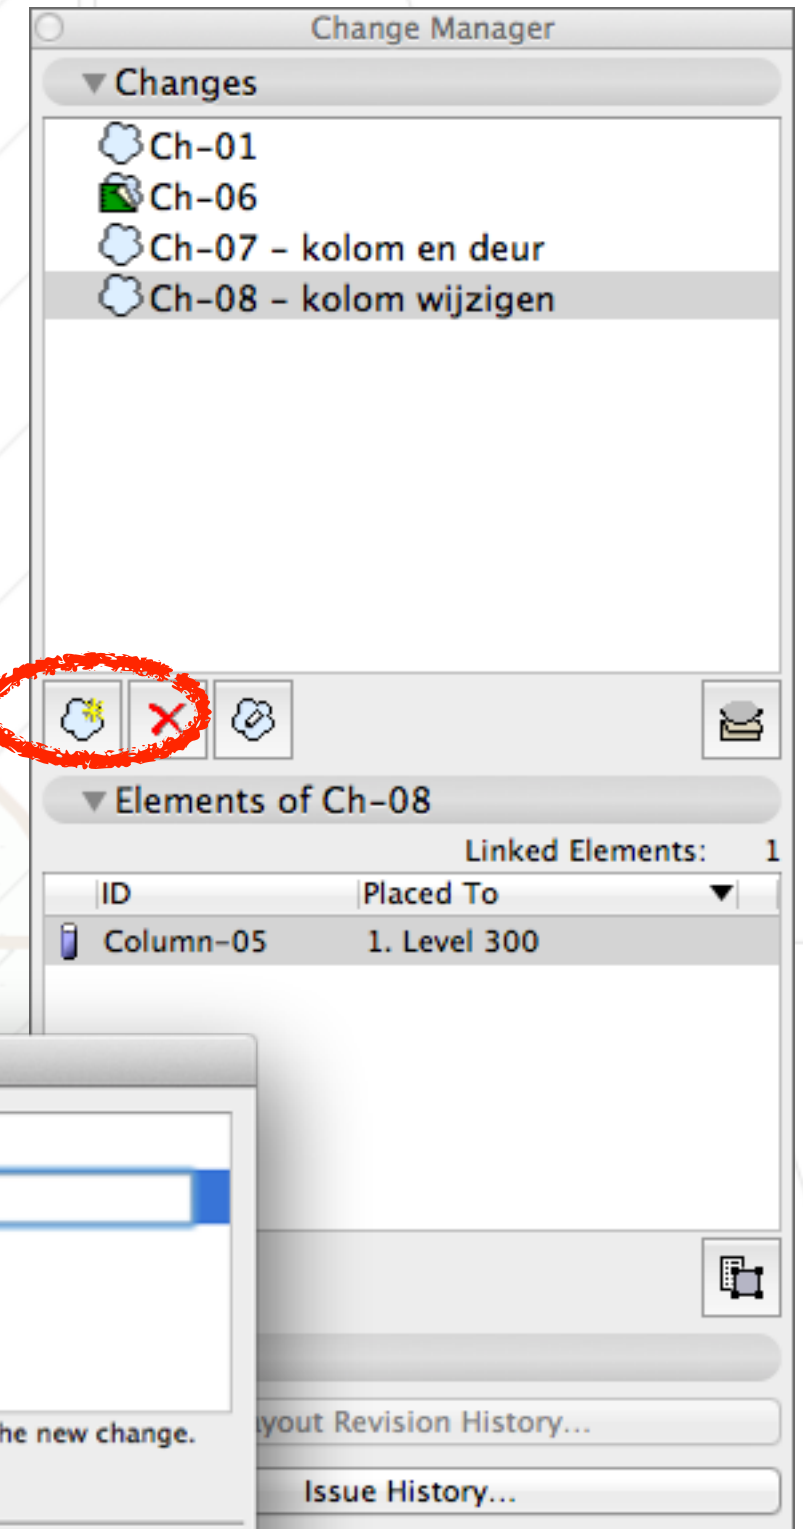 Change Manager
Changes
Ch-01
Ch-06
Ch-07 – kolom en deur
Ch-08 – kolom wijzigen
Elements of Ch-08
Linked Elements: 1
ID Placed To
Column-05 1. Level 300
he new change.
yout Revision History...
Issue History...